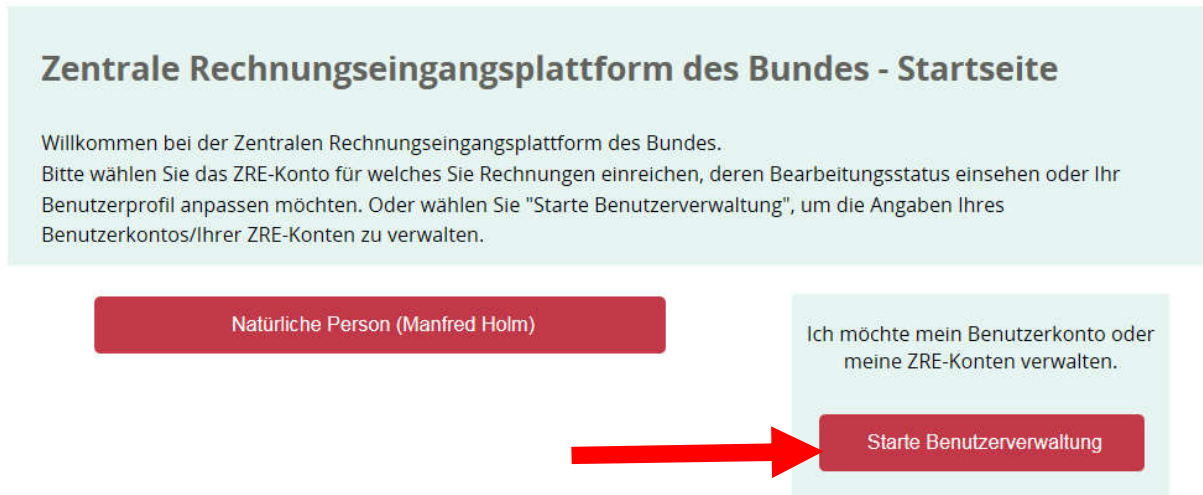 Zentrale Rechnungseingangsplattform des Bundes - Startseite
Willkommen bei der Zentralen Rechnungseingangsplattform des Bundes.
Bitte wählen Sie das ZRE-Konto für welches Sie Rechnungen einreichen, deren Bearbeitungsstatus einsehen oder Ihr
Benutzerprofil anpassen möchten. Oder wählen Sie "Starte Benutzerverwaltung", um die Angaben Ihres
Benutzerkontos/Ihrer ZRE-Konten zu verwalten.
Natürliche Person (Manfred Holm)
Ich möchte mein Benutzerkonto oder
meine ZRE-Konten verwalten.
Starte Benutzerverwaltung